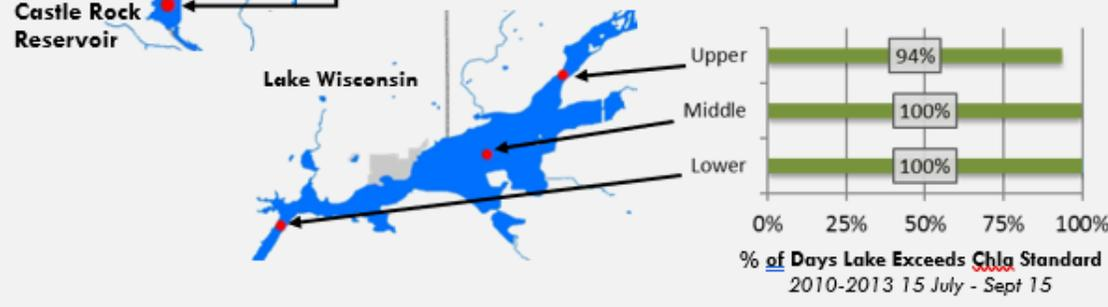 Castle Rock
Reservoir
Lake Wisconsin
Upper
94%
Middle
100%
Lower
100%
0% 25% 50% 75% 100%
% of Days Lake Exceeds Chla Standard
2010-2013 15 July - Sept 15